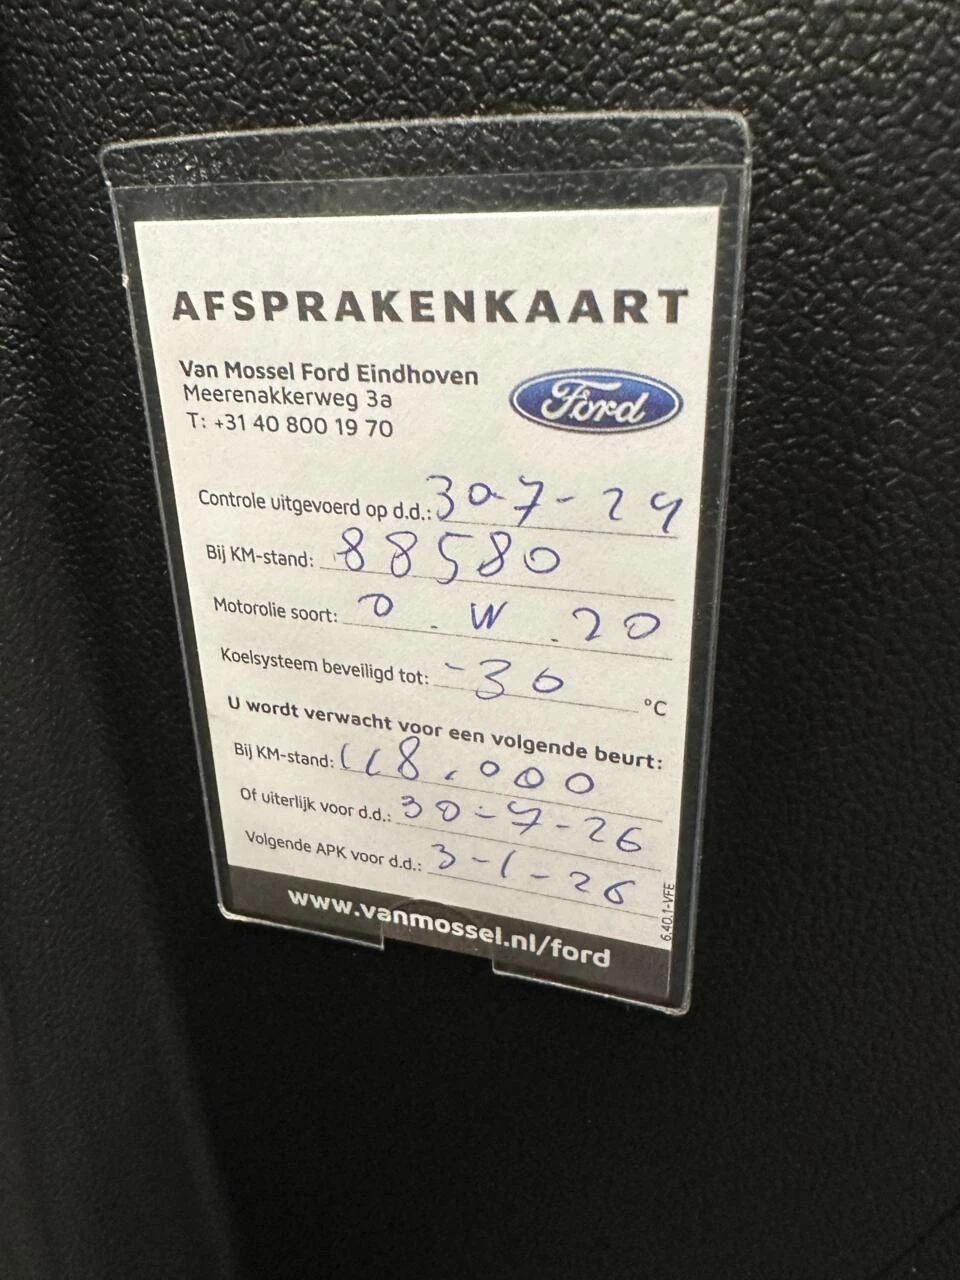 AFSPRAKENKAART
Van Mossel Ford Eindhoven
Meerenakkerweg 3a
T: +31 40 800 19 70
Ford
Controle uitgevoerd op d.d.: 30-7-24
Bij KM-stand: 88580
Motorolie soort: 0.W.20
Koelsysteem beveiligd tot: -30 °C
U wordt verwacht voor een volgende beurt:
Bij KM-stand: 118.000
Of uiterlijk voor d.d.: 30-7-26
Volgende APK voor d.d.: 3-1-26
6.40.1-VFE
www.vanmossel.nl/ford